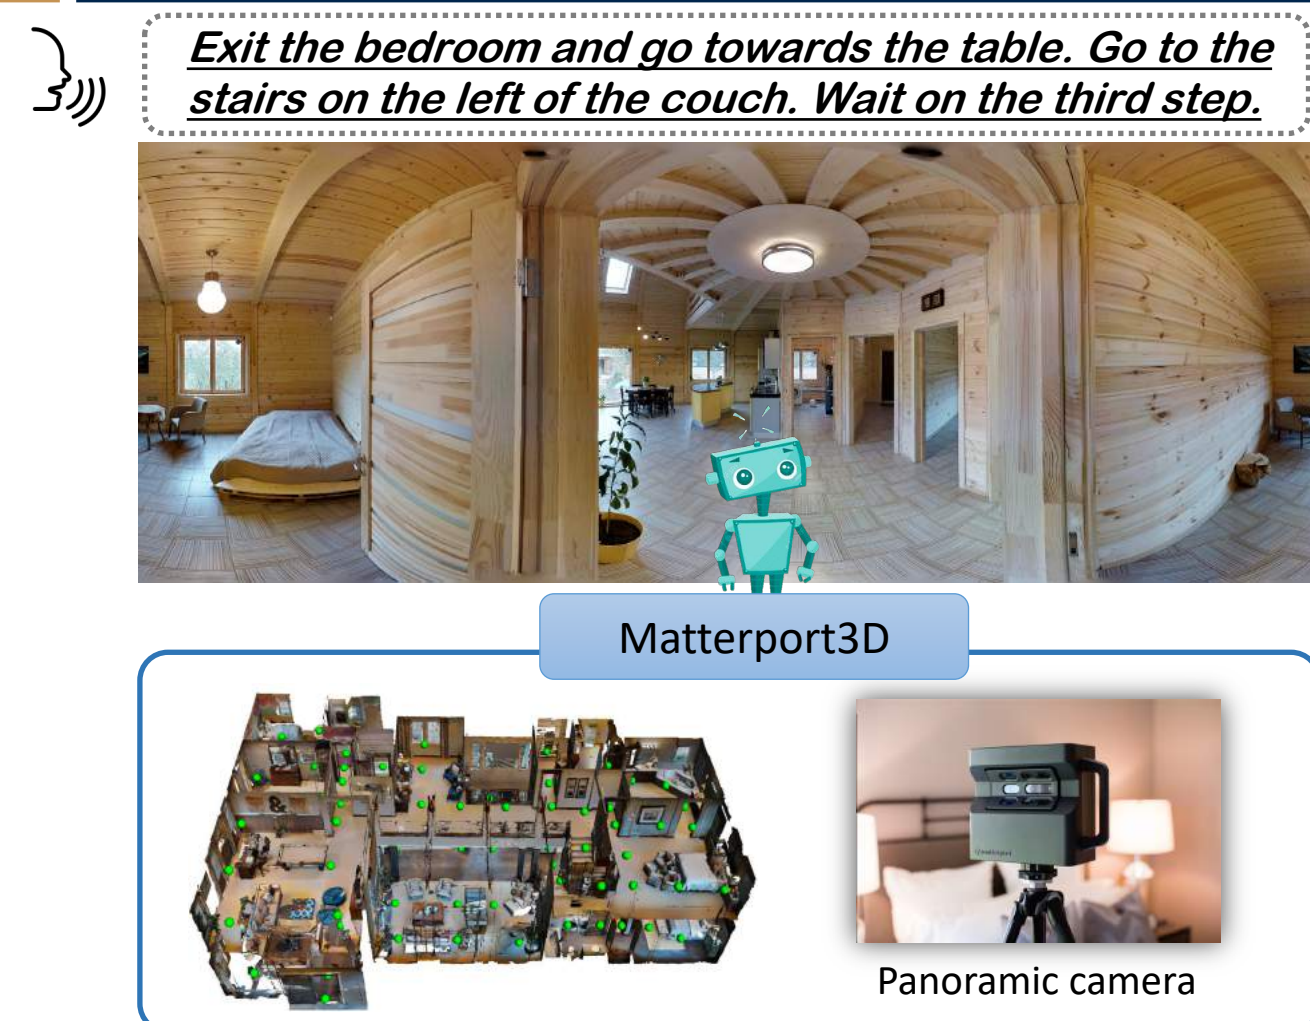 Exit the bedroom and go towards the table. Go to the
stairs on the left of the couch. Wait on the third step.
Matterport3D
Panoramic camera